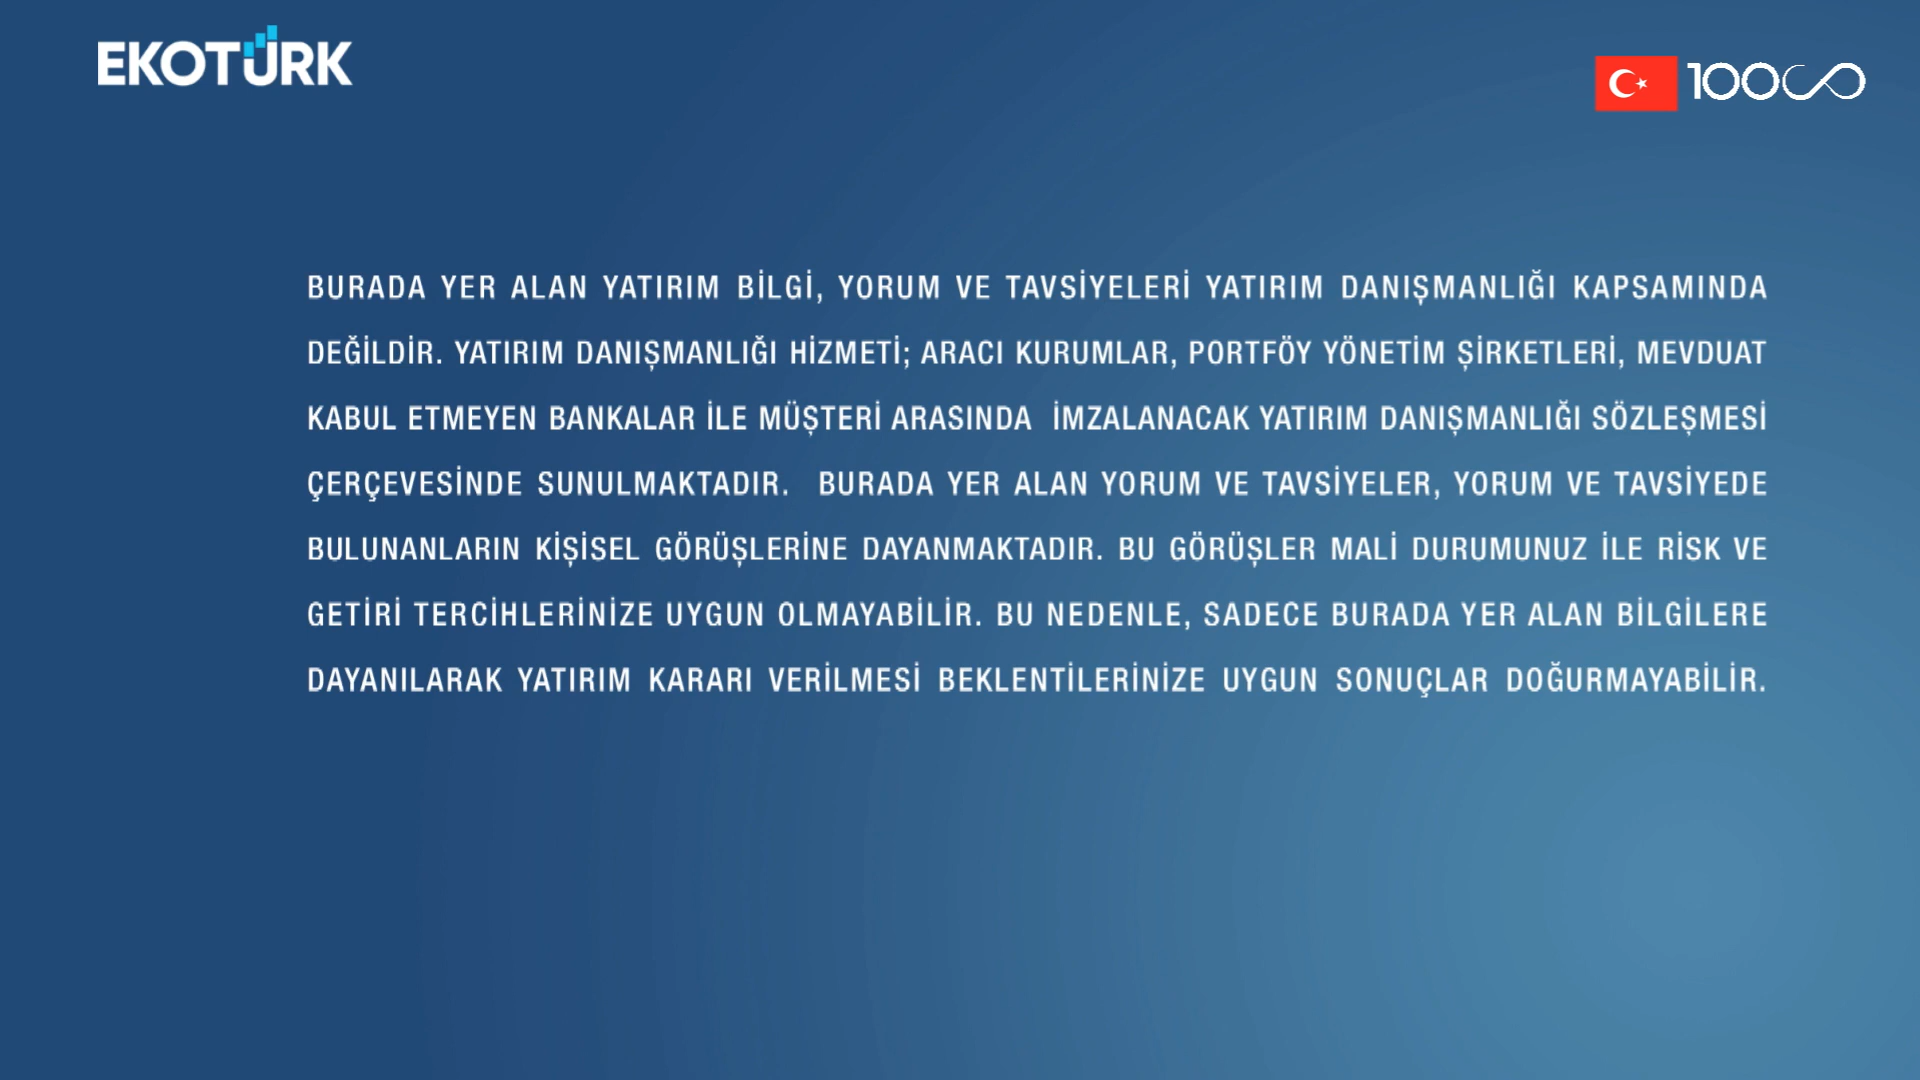 EKOTÜRK
100
BURADA YER ALAN YATIRIM BİLGİ, YORUM VE TAVSİYELERİ YATIRIM DANIŞMANLIĞI KAPSAMINDA
DEĞİLDİR. YATIRIM DANIŞMANLIĞI HİZMETİ; ARACI KURUMLAR, PORTFÖY YÖNETİM ŞİRKETLERİ, MEVDUAT
KABUL ETMEYEN BANKALAR İLE MÜŞTERİ ARASINDA İMZALANACAK YATIRIM DANIŞMANLIĞI SÖZLEŞMESİ
ÇERÇEVESİNDE SUNULMAKTADIR. BURADA YER ALAN YORUM VE TAVSİYELER, YORUM VE TAVSİYEDE
BULUNANLARIN KİŞİSEL GÖRÜŞLERİNE DAYANMAKTADIR. BU GÖRÜŞLER MALİ DURUMUNUZ İLE RİSK VE
GETİRİ TERCİHLERİNİZE UYGUN OLMAYABİLİR. BU NEDENLE, SADECE BURADA YER ALAN BİLGİLERE
DAYANILARAK YATIRIM KARARI VERİLMESİ BEKLENTİLERİNİZE UYGUN SONUÇLAR DOĞURMAYABİLİR.